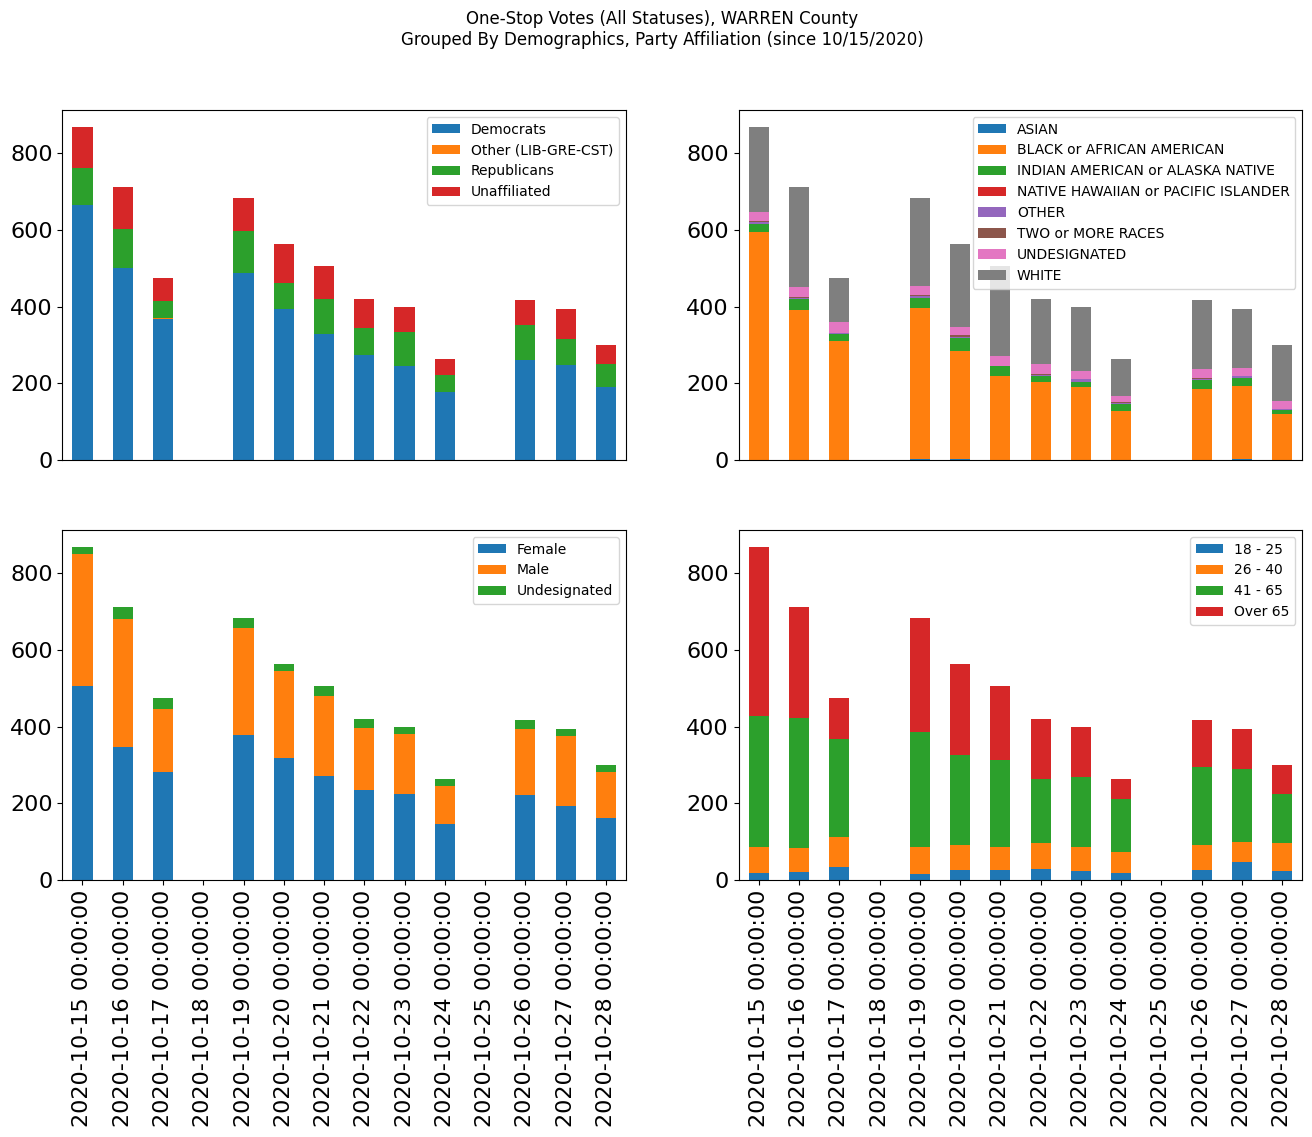 One-Stop Votes (All Statuses), WARREN County
Grouped By Demographics, Party Affiliation (since 10/15/2020)
800
600
400
200
0
Democrats
Other (LIB-GRE-CST)
Republicans
Unaffiliated
800
600
400
200
0
ASIAN
BLACK or AFRICAN AMERICAN
INDIAN AMERICAN or ALASKA NATIVE
NATIVE HAWAIIAN or PACIFIC ISLANDER
OTHER
TWO or MORE RACES
UNDESIGNATED
WHITE
800
600
400
200
0
Female
Male
Undesignated
2020-10-15 00:00:00
2020-10-16 00:00:00
2020-10-17 00:00:00
2020-10-18 00:00:00
2020-10-19 00:00:00
2020-10-20 00:00:00
2020-10-21 00:00:00
2020-10-22 00:00:00
2020-10-23 00:00:00
2020-10-24 00:00:00
2020-10-25 00:00:00
2020-10-26 00:00:00
2020-10-27 00:00:00
2020-10-28 00:00:00
800
600
400
200
0
18 - 25
26 - 40
41 - 65
Over 65
2020-10-15 00:00:00
2020-10-16 00:00:00
2020-10-17 00:00:00
2020-10-18 00:00:00
2020-10-19 00:00:00
2020-10-20 00:00:00
2020-10-21 00:00:00
2020-10-22 00:00:00
2020-10-23 00:00:00
2020-10-24 00:00:00
2020-10-25 00:00:00
2020-10-26 00:00:00
2020-10-27 00:00:00
2020-10-28 00:00:00